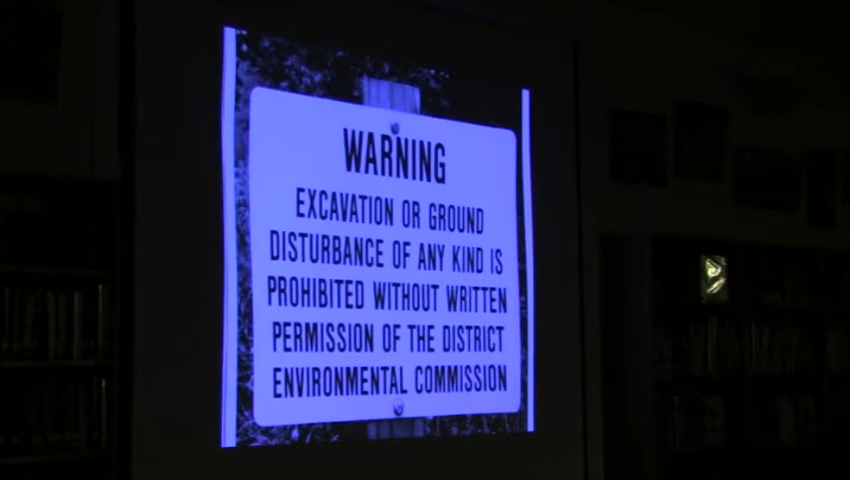 WARNING
EXCAVATION OR GROUND
DISTURBANCE OF ANY KIND IS
PROHIBITED WITHOUT WRITTEN
PERMISSION OF THE DISTRICT
ENVIRONMENTAL COMMISSION